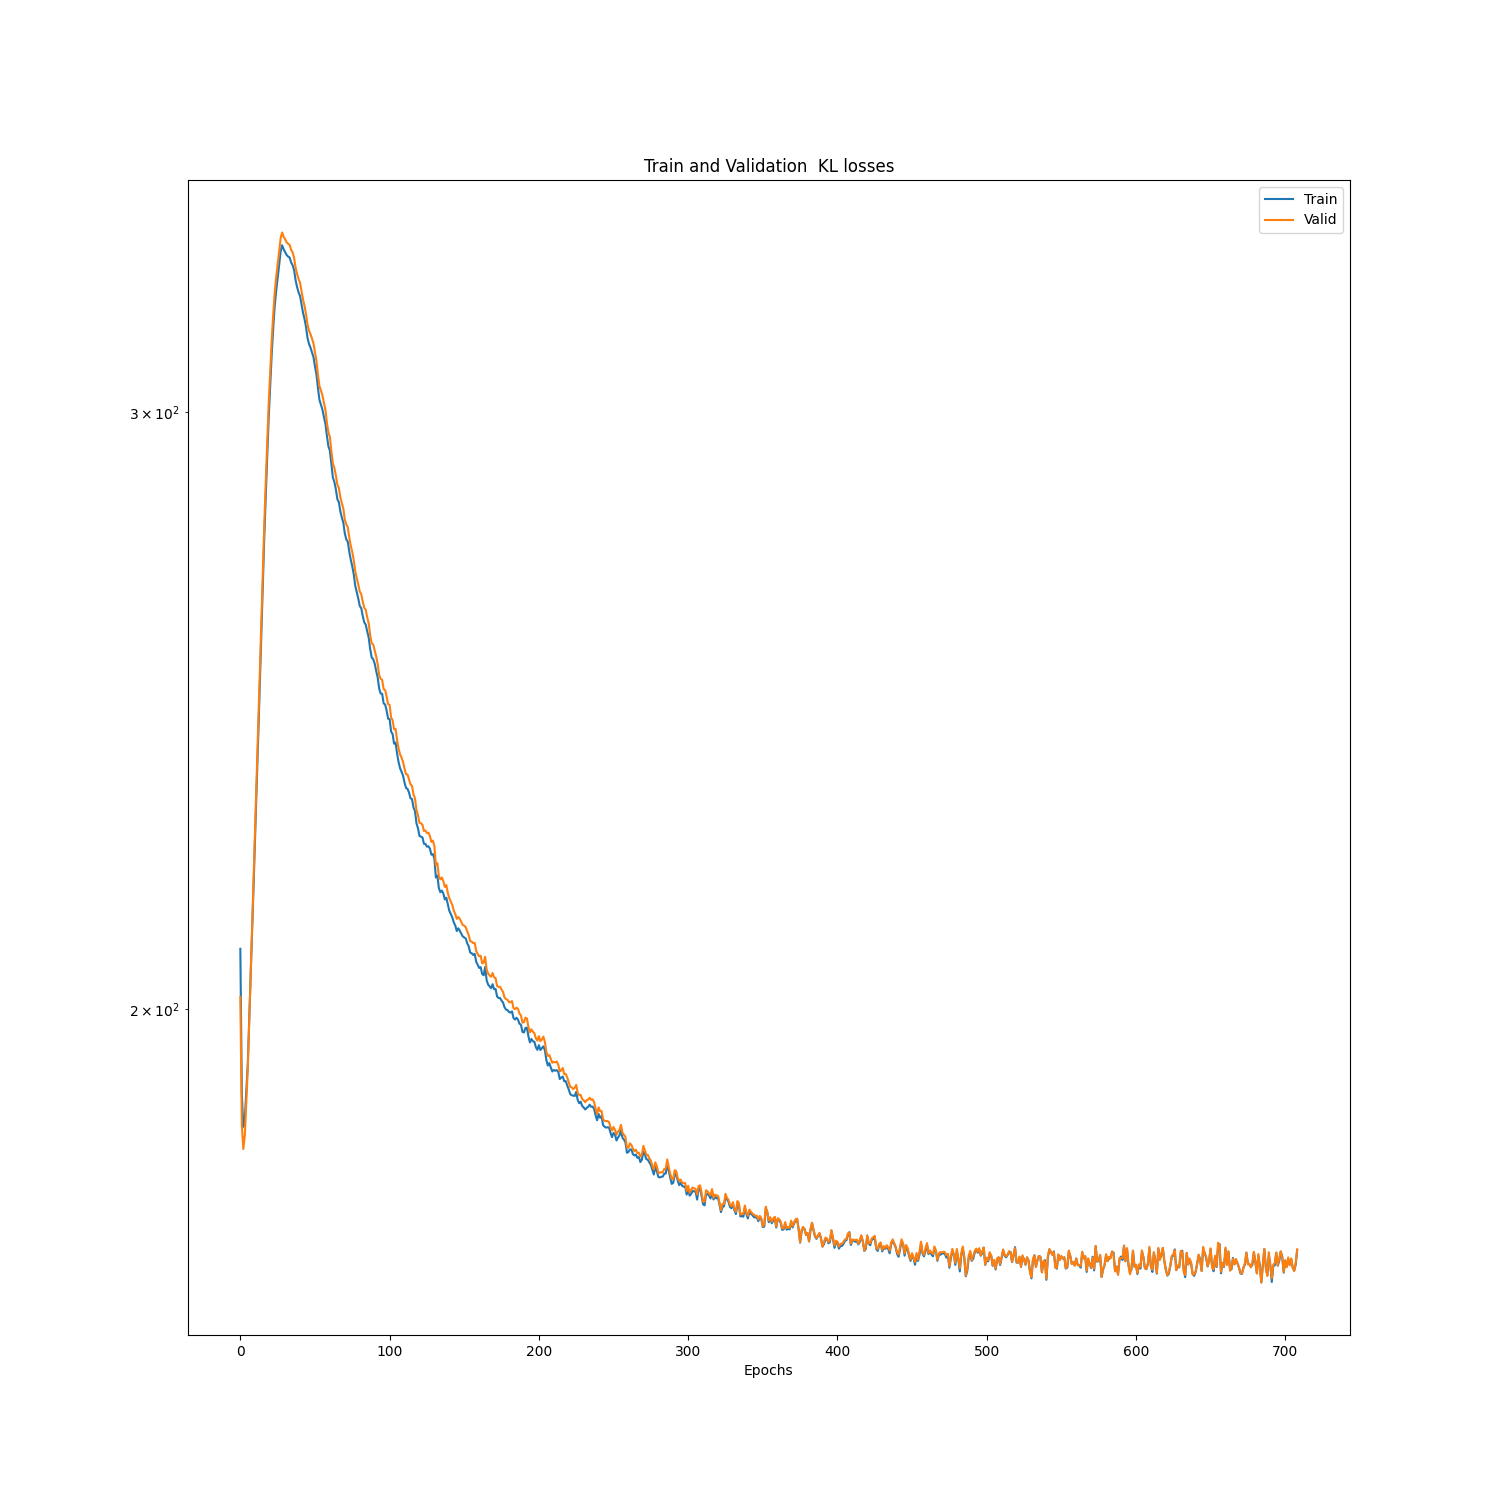 Train and Validation  KL losses
Train
Valid
3 × 10²
2 × 10²
0 100 200 300 400 500 600 700
Epochs